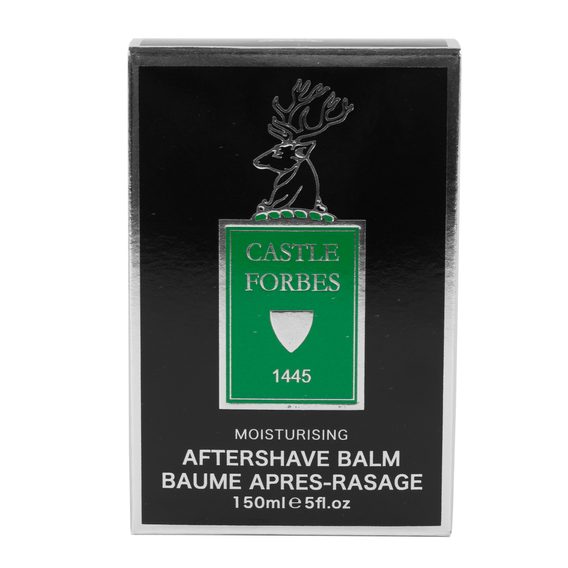 CASTLE
FORBES
1445
MOISTURISING
AFTERSHAVE BALM
BAUME APRES-RASAGE
150ml ℮ 5fl.oz